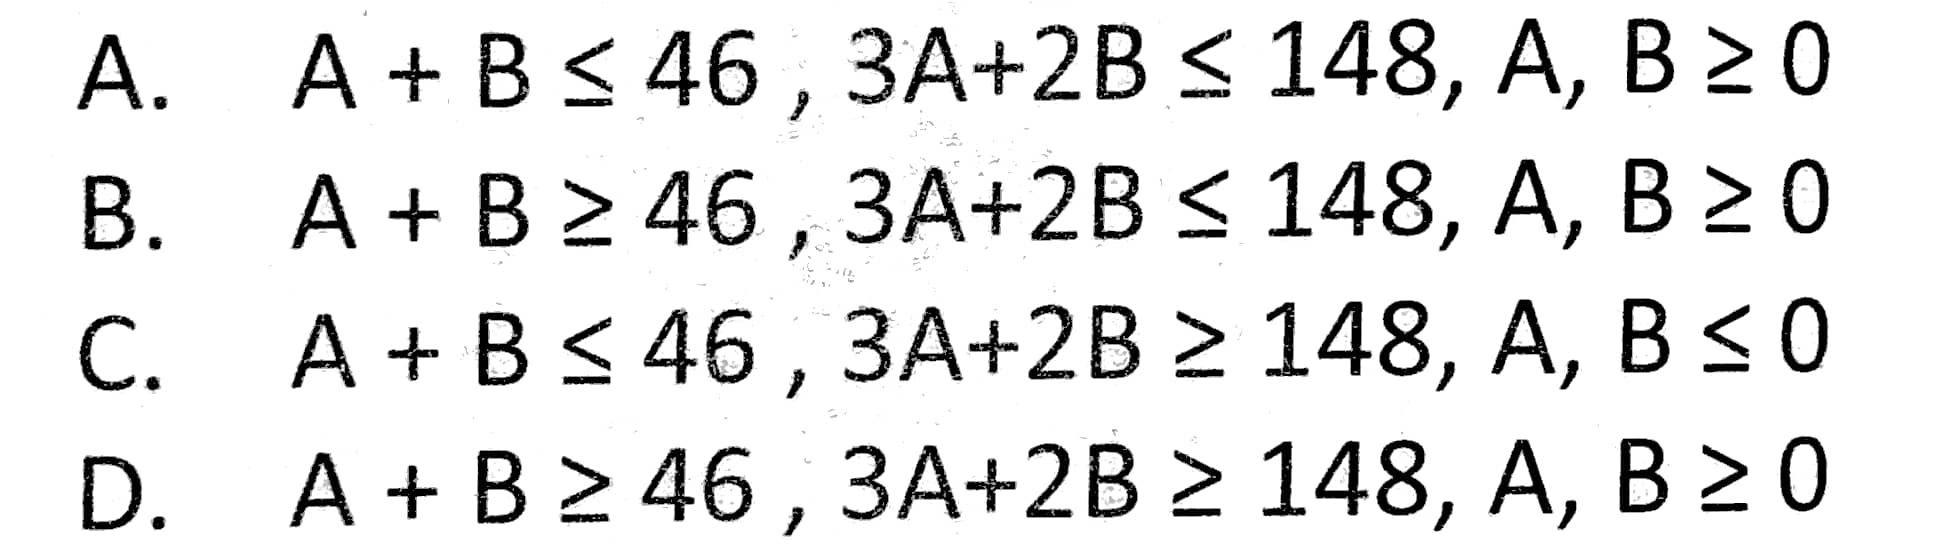 A. A + B ≤ 46 , 3A+2B ≤ 148, A, B ≥ 0
B. A + B ≥ 46 , 3A+2B ≤ 148, A, B ≥ 0
C. A + B ≤ 46 , 3A+2B ≥ 148, A, B ≤ 0
D. A + B ≥ 46 , 3A+2B ≥ 148, A, B ≥ 0